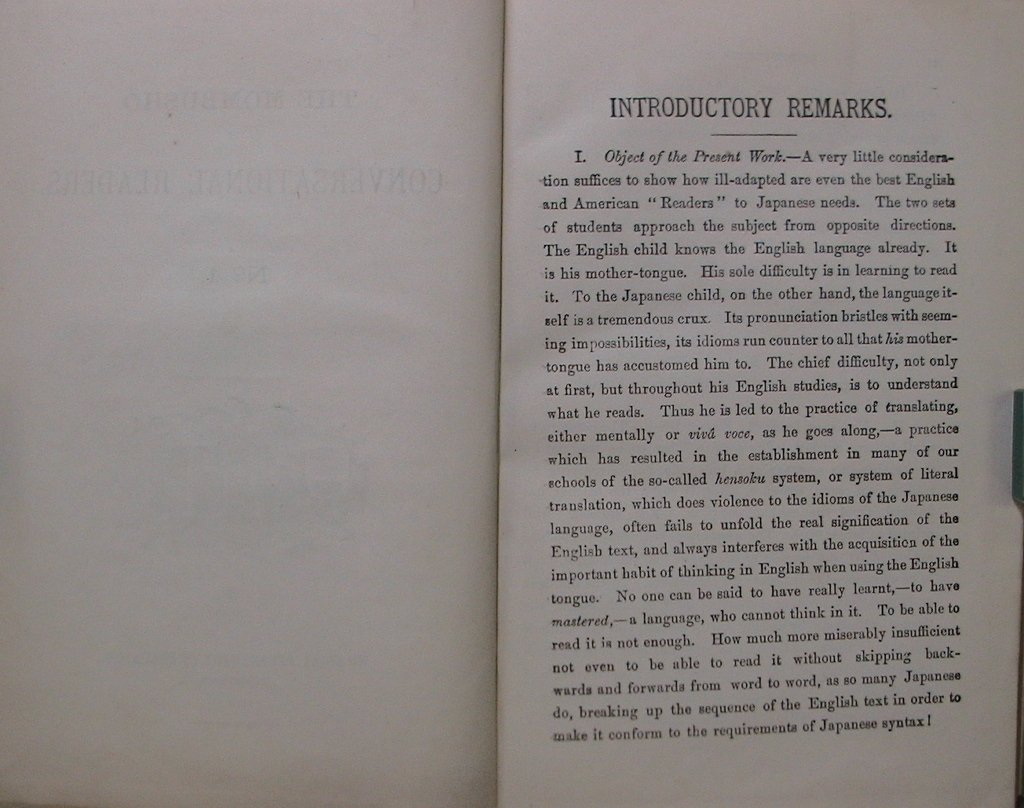 THE MOMBUSHŌ
CONVERSATIONAL READERS
No. 1.
INTRODUCTORY REMARKS.
I. Object of the Present Work.—A very little considera-
tion suffices to show how ill-adapted are even the best English
and American "Readers" to Japanese needs. The two sets
of students approach the subject from opposite directions.
The English child knows the English language already. It
is his mother-tongue. His sole difficulty is in learning to read
it. To the Japanese child, on the other hand, the language it-
self is a tremendous crux. Its pronunciation bristles with seem-
ing impossibilities, its idioms run counter to all that his mother-
tongue has accustomed him to. The chief difficulty, not only
at first, but throughout his English studies, is to understand
what he reads. Thus he is led to the practice of translating,
either mentally or vivâ voce, as he goes along,—a practice
which has resulted in the establishment in many of our
schools of the so-called hensoku system, or system of literal
translation, which does violence to the idioms of the Japanese
language, often fails to unfold the real signification of the
English text, and always interferes with the acquisition of the
important habit of thinking in English when using the English
tongue. No one can be said to have really learnt,—to have
mastered,—a language, who cannot think in it. To be able to
read it is not enough. How much more miserably insufficient
not even to be able to read it without skipping back-
wards and forwards from word to word, as so many Japanese
do, breaking up the sequence of the English text in order to
make it conform to the requirements of Japanese syntax!